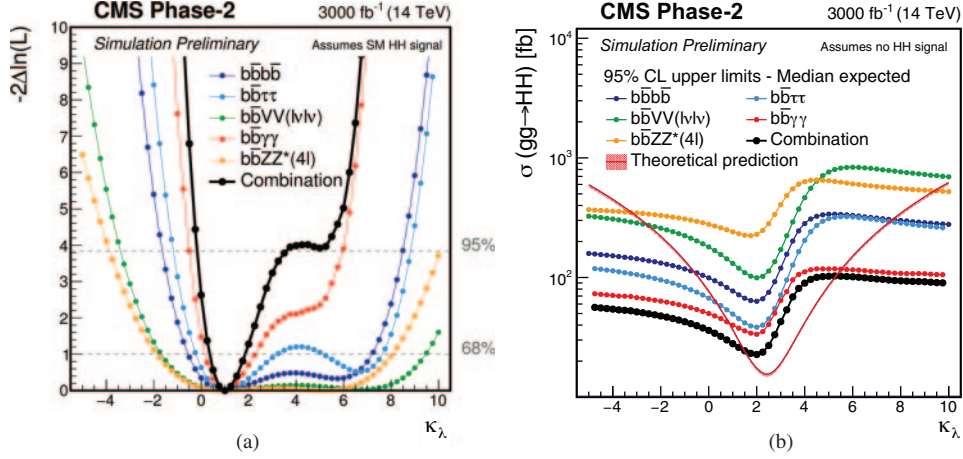 CMS Phase-2
3000 fb⁻¹ (14 TeV)
-2Δln(L)
10
9
8
7
6
5
4
3
2
1
0
Simulation Preliminary
Assumes SM HH signal
bb̄bb̄
bb̄ττ
bb̄VV(lνlν)
bb̄γγ
bb̄ZZ*(4l)
Combination
95%
68%
−4 −2 0 2 4 6 8 10
κλ
(a)
CMS Phase-2
3000 fb⁻¹ (14 TeV)
σ (gg→HH) [fb]
10⁴
10³
10²
Simulation Preliminary
Assumes no HH signal
95% CL upper limits - Median expected
bb̄bb̄ bb̄ττ
bb̄VV(lνlν) bb̄γγ
bb̄ZZ*(4l) Combination
Theoretical prediction
−4 −2 0 2 4 6 8 10
κλ
(b)